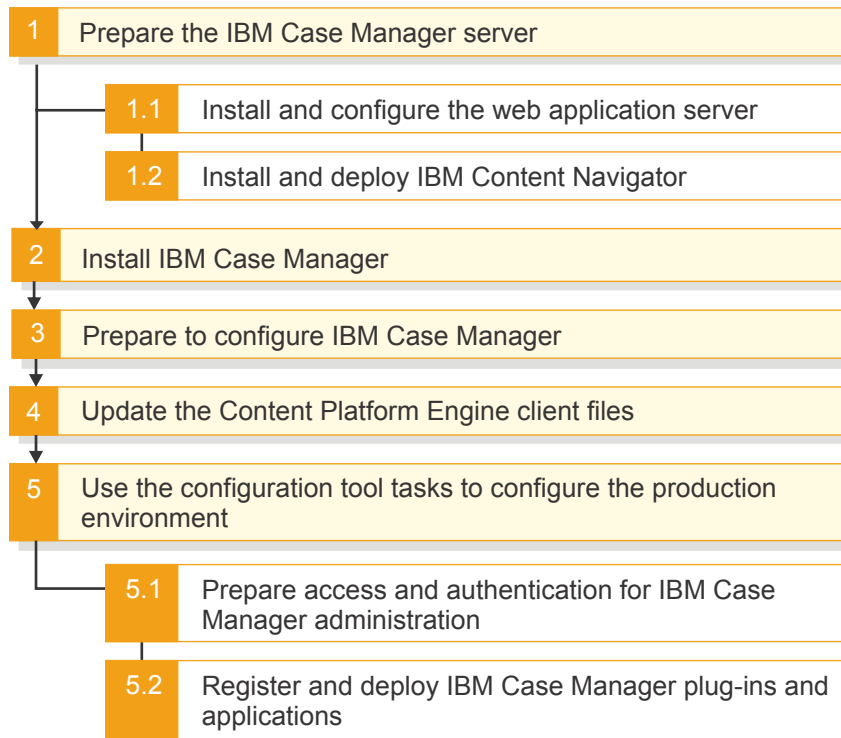 1 Prepare the IBM Case Manager server
1.1 Install and configure the web application server
1.2 Install and deploy IBM Content Navigator
2 Install IBM Case Manager
3 Prepare to configure IBM Case Manager
4 Update the Content Platform Engine client files
5 Use the configuration tool tasks to configure the production
environment
5.1 Prepare access and authentication for IBM Case
Manager administration
5.2 Register and deploy IBM Case Manager plug-ins and
applications